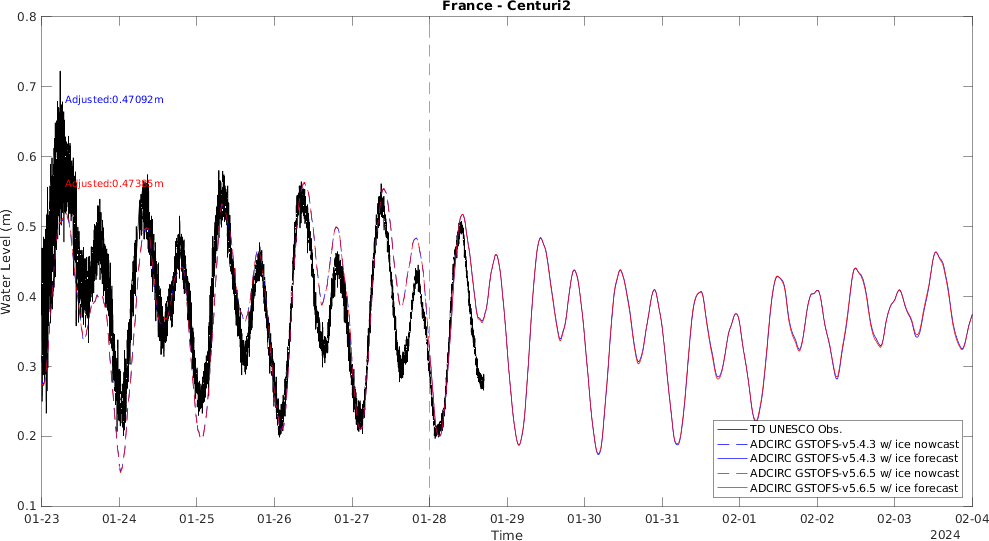 France - Centuri2
0.8
0.7
0.6
0.5
0.4
0.3
0.2
0.1
Water Level (m)
Adjusted:0.47092m
TD UNESCO Obs.
ADCIRC GSTOFS-v5.4.3 w/ ice nowcast
ADCIRC GSTOFS-v5.4.3 w/ ice forecast
ADCIRC GSTOFS-v5.6.5 w/ ice nowcast
ADCIRC GSTOFS-v5.6.5 w/ ice forecast
01-23 01-24 01-25 01-26 01-27 01-28 01-29 01-30 01-31 02-01 02-02 02-03 02-04
Time
2024